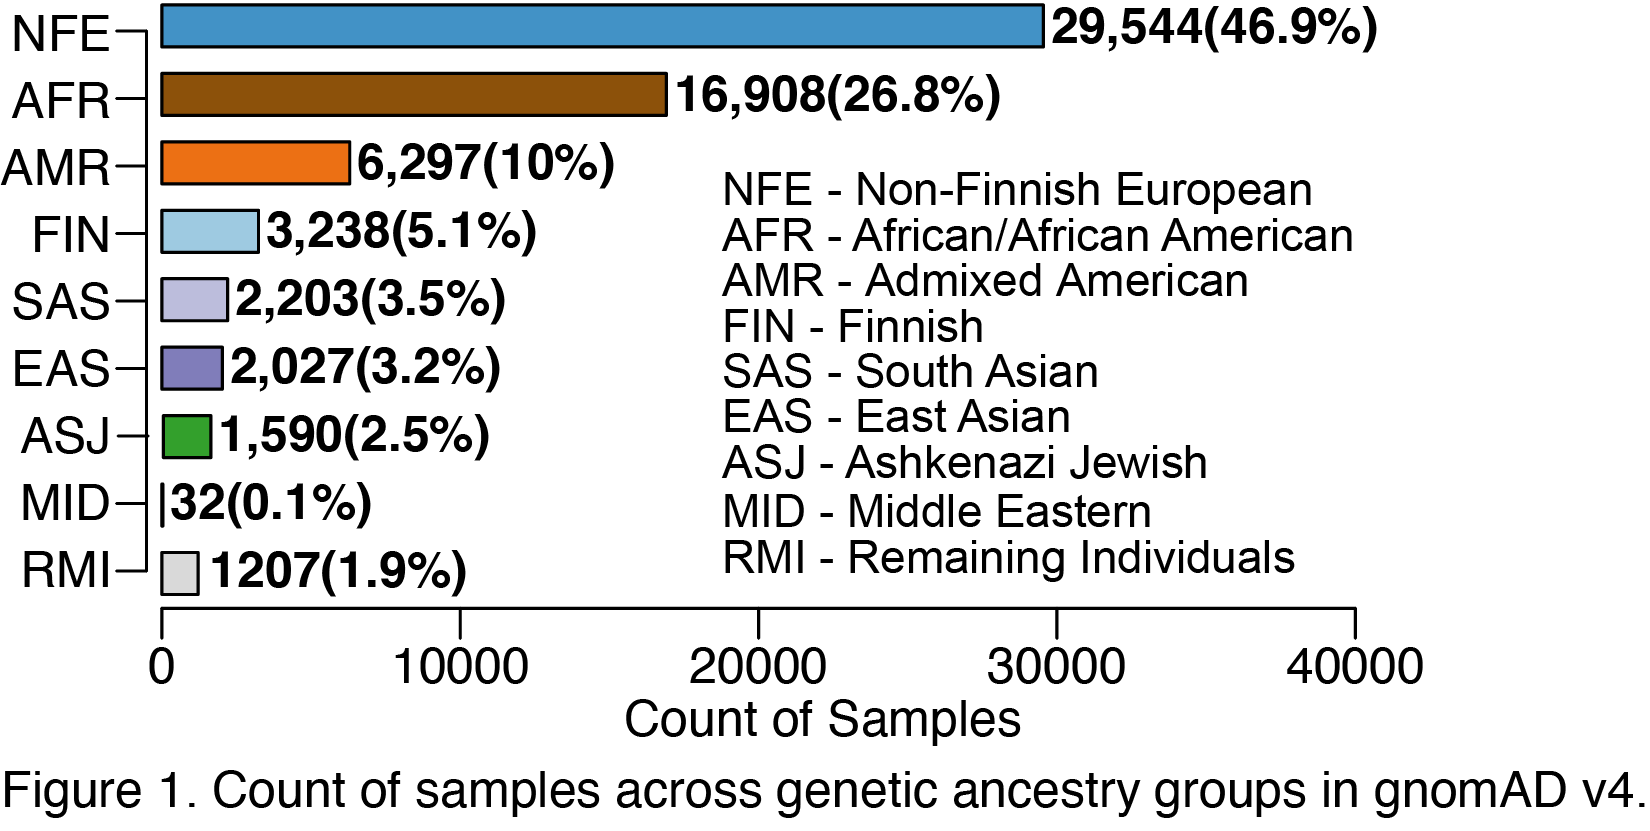 NFE 29,544(46.9%)
AFR 16,908(26.8%)
AMR 6,297(10%)
FIN 3,238(5.1%)
SAS 2,203(3.5%)
EAS 2,027(3.2%)
ASJ 1,590(2.5%)
MID 32(0.1%)
RMI 1207(1.9%)
NFE - Non-Finnish European
AFR - African/African American
AMR - Admixed American
FIN - Finnish
SAS - South Asian
EAS - East Asian
ASJ - Ashkenazi Jewish
MID - Middle Eastern
RMI - Remaining Individuals
0 10000 20000 30000 40000
Count of Samples
Figure 1. Count of samples across genetic ancestry groups in gnomAD v4.